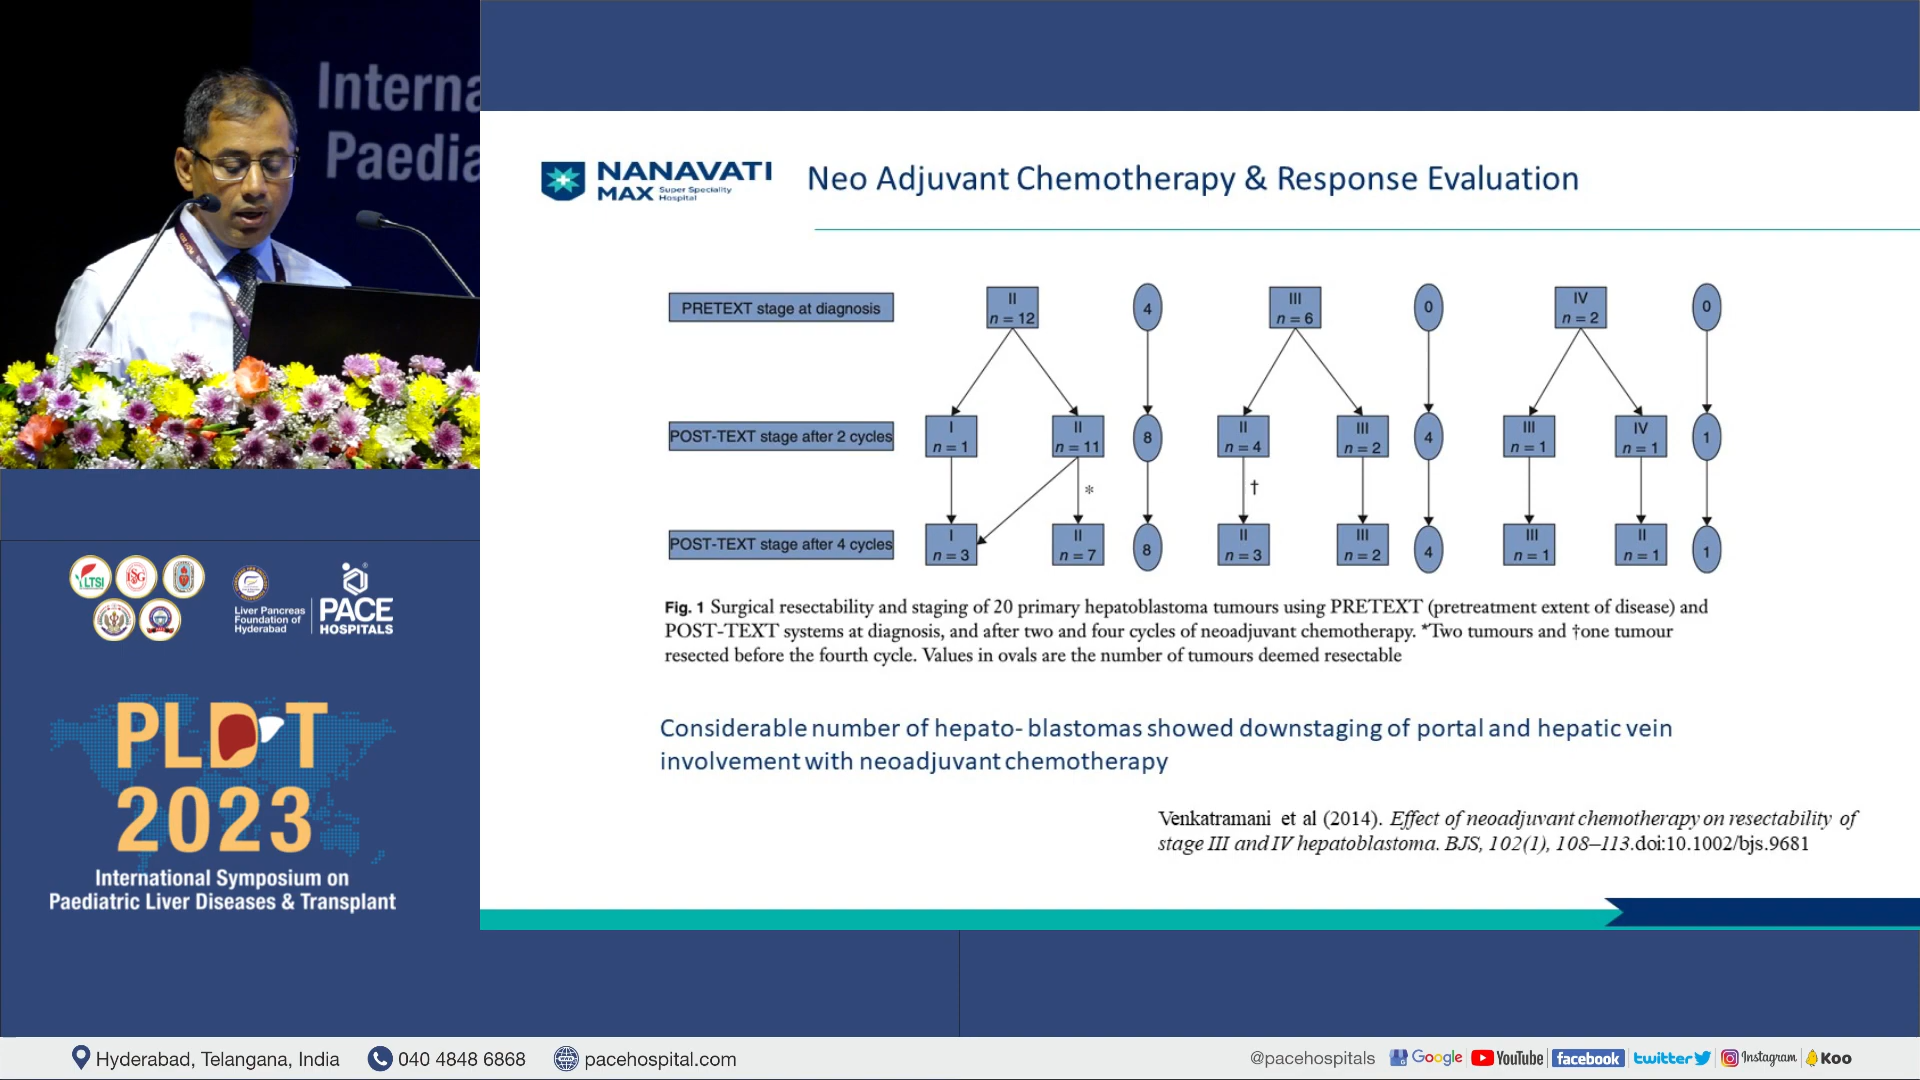 Interna
Paedia
NANAVATI
MAX Super Speciality Hospital
Neo Adjuvant Chemotherapy & Response Evaluation
PRETEXT stage at diagnosis
II
n = 12
4
III
n = 6
0
IV
n = 2
0
POST-TEXT stage after 2 cycles
I
n = 1
II
n = 11
8
II
n = 4
III
n = 2
4
III
n = 1
IV
n = 1
1
*
†
POST-TEXT stage after 4 cycles
I
n = 3
II
n = 7
8
II
n = 3
III
n = 2
4
III
n = 1
II
n = 1
1
Fig. 1 Surgical resectability and staging of 20 primary hepatoblastoma tumours using PRETEXT (pretreatment extent of disease) and
POST-TEXT systems at diagnosis, and after two and four cycles of neoadjuvant chemotherapy. *Two tumours and †one tumour
resected before the fourth cycle. Values in ovals are the number of tumours deemed resectable
Considerable number of hepato- blastomas showed downstaging of portal and hepatic vein
involvement with neoadjuvant chemotherapy
Venkatramani et al (2014). Effect of neoadjuvant chemotherapy on resectability of
stage III and IV hepatoblastoma. BJS, 102(1), 108–113.doi:10.1002/bjs.9681
LTSI
ISG
Liver Pancreas
Foundation of
Hyderabad
PACE
HOSPITALS
PLDT
2023
International Symposium on
Paediatric Liver Diseases & Transplant
Hyderabad, Telangana, India
040 4848 6868
pacehospital.com
@pacehospitals
Google
YouTube
facebook
twitter
Instagram
Koo